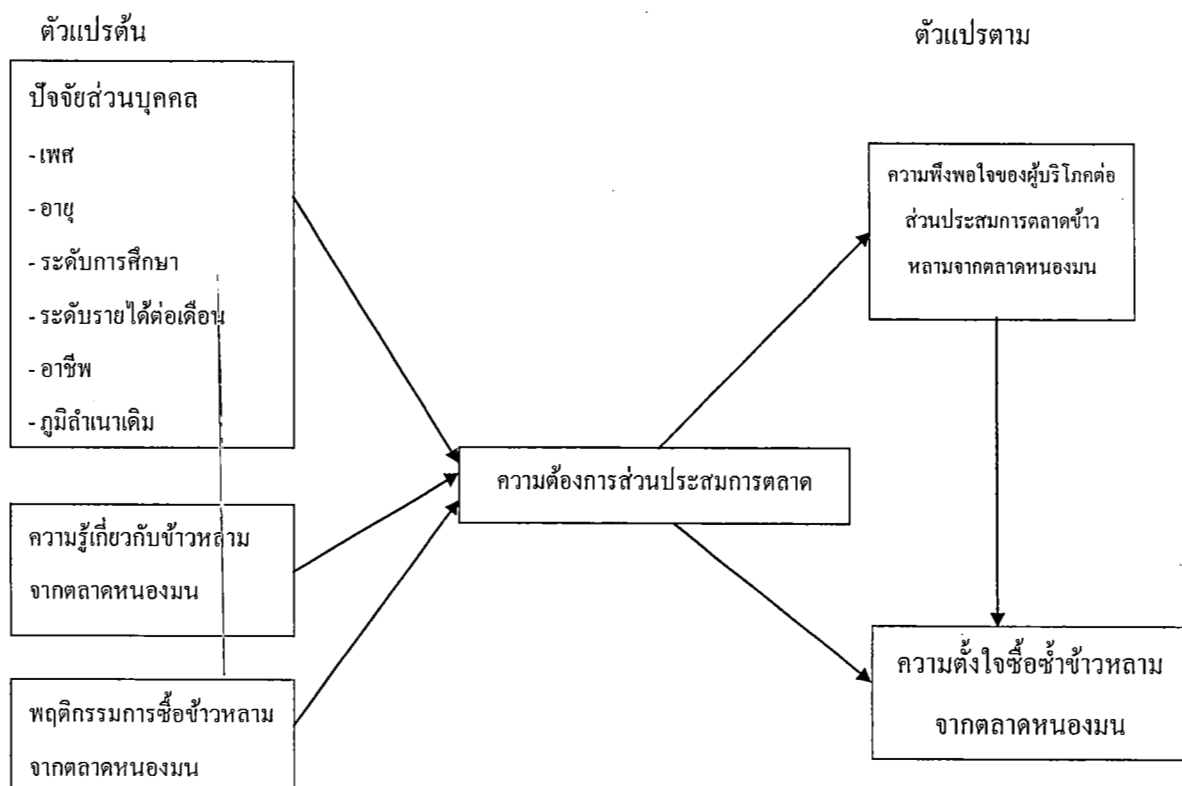 ตัวแปรต้น
ปัจจัยส่วนบุคคล
- เพศ
- อายุ
- ระดับการศึกษา
- ระดับรายได้ต่อเดือน
- อาชีพ
- ภูมิลำเนาเดิม
ความรู้เกี่ยวกับข้าวหลาม
จากตลาดหนองมน
พฤติกรรมการซื้อข้าวหลาม
จากตลาดหนองมน
ความต้องการส่วนประสมการตลาด
ตัวแปรตาม
ความพึงพอใจของผู้บริโภคต่อ
ส่วนประสมการตลาดข้าว
หลามจากตลาดหนองมน
ความตั้งใจซื้อซ้ำข้าวหลาม
จากตลาดหนองมน